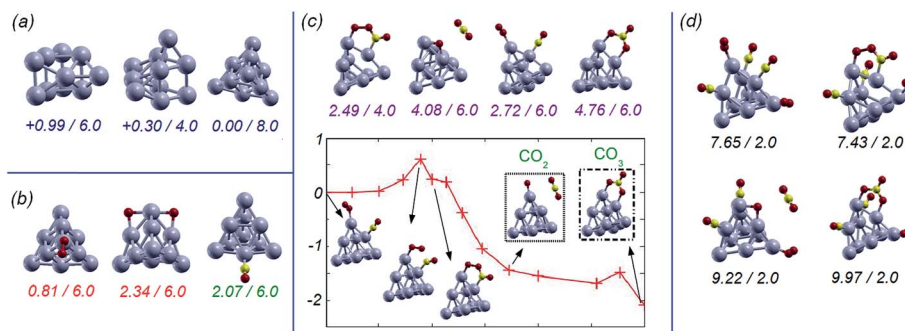 (a)
+0.99 / 6.0 +0.30 / 4.0 0.00 / 8.0
(b)
0.81 / 6.0 2.34 / 6.0 2.07 / 6.0
(c)
2.49 / 4.0 4.08 / 6.0 2.72 / 6.0 4.76 / 6.0
1
0
-1
-2
CO2 CO3
(d)
7.65 / 2.0 7.43 / 2.0
9.22 / 2.0 9.97 / 2.0